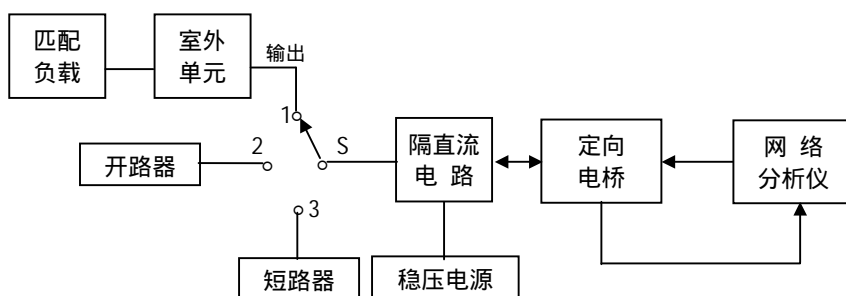 匹配
负载
室外
单元
输出
1
2
S
3
开路器
短路器
隔直流
电 路
稳压电源
定向
电桥
网 络
分析仪